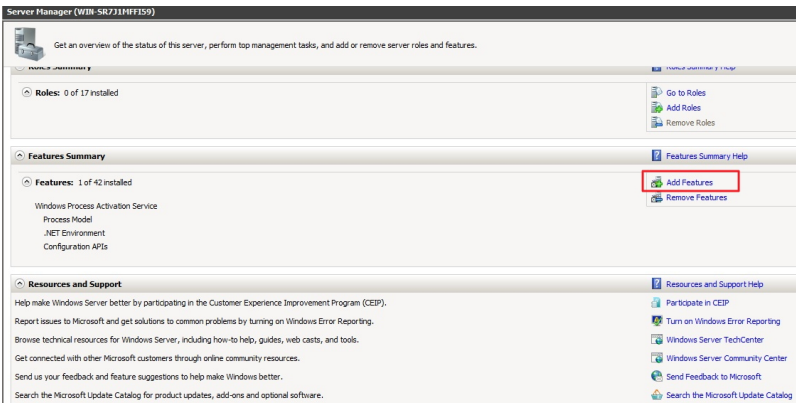 Server Manager (WIN-SR7J1MFFI59)
Get an overview of the status of this server, perform top management tasks, and add or remove server roles and features.
Roles Summary
Roles Summary Help
Roles: 0 of 17 installed
Go to Roles
Add Roles
Remove Roles
Features Summary
Features Summary Help
Features: 1 of 42 installed
Add Features
Remove Features
Windows Process Activation Service
Process Model
.NET Environment
Configuration APIs
Resources and Support
Resources and Support Help
Help make Windows Server better by participating in the Customer Experience Improvement Program (CEIP).
Participate in CEIP
Report issues to Microsoft and get solutions to common problems by turning on Windows Error Reporting.
Turn on Windows Error Reporting
Browse technical resources for Windows Server, including how-to help, guides, web casts, and tools.
Windows Server TechCenter
Get connected with other Microsoft customers through online community resources.
Windows Server Community Center
Send us your feedback and feature suggestions to help make Windows better.
Send Feedback to Microsoft
Search the Microsoft Update Catalog for product updates, add-ons and optional software.
Search the Microsoft Update Catalog